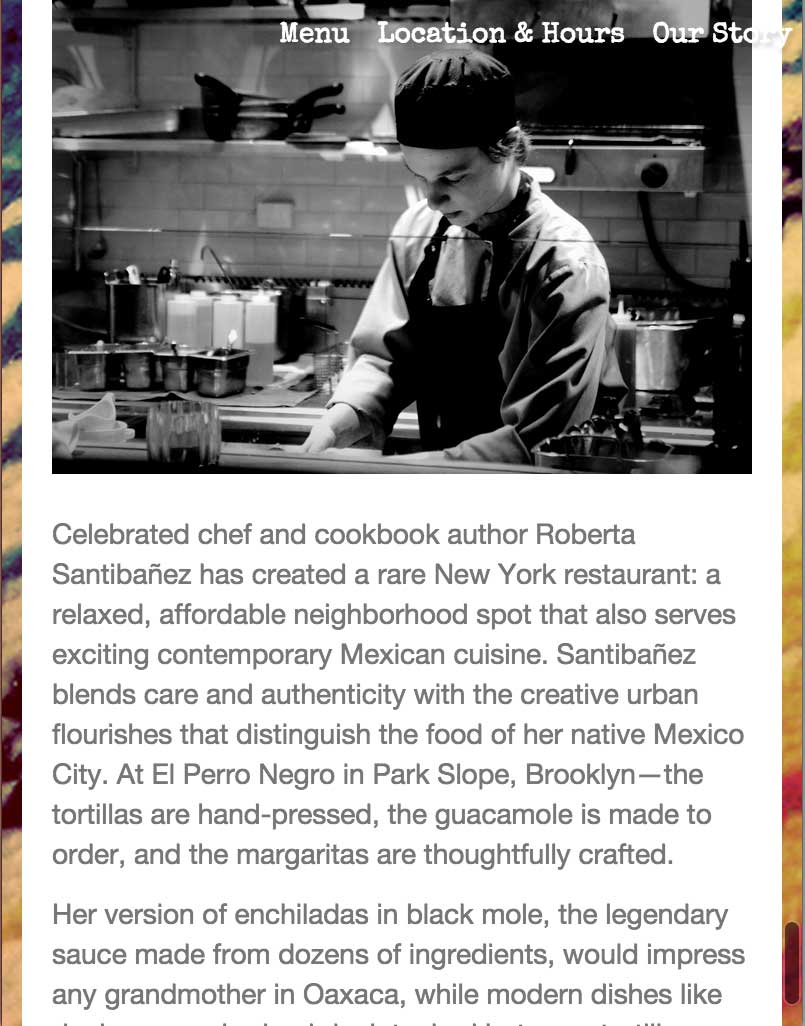 Menu Location & Hours Our Story
Celebrated chef and cookbook author Roberta
Santibañez has created a rare New York restaurant: a
relaxed, affordable neighborhood spot that also serves
exciting contemporary Mexican cuisine. Santibañez
blends care and authenticity with the creative urban
flourishes that distinguish the food of her native Mexico
City. At El Perro Negro in Park Slope, Brooklyn—the
tortillas are hand-pressed, the guacamole is made to
order, and the margaritas are thoughtfully crafted.
Her version of enchiladas in black mole, the legendary
sauce made from dozens of ingredients, would impress
any grandmother in Oaxaca, while modern dishes like